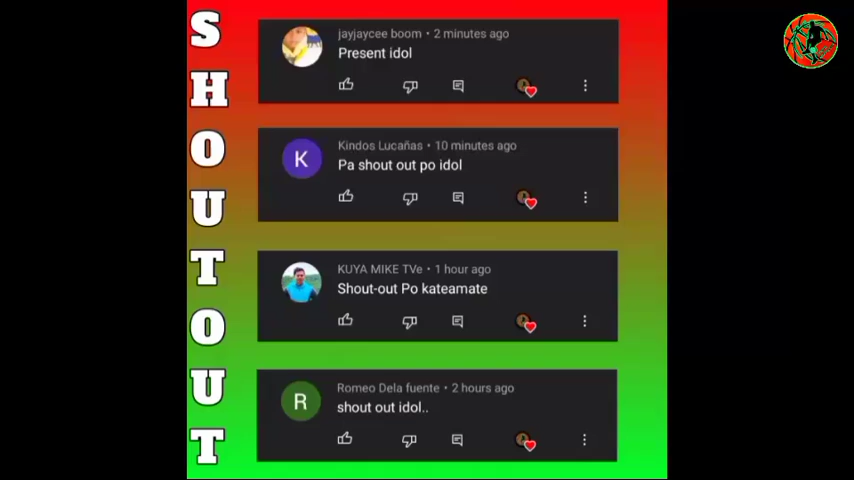 SHOUTOUT
jayjaycee boom • 2 minutes ago
Present idol
K
Kindos Lucañas • 10 minutes ago
Pa shout out po idol
KUYA MIKE TVe • 1 hour ago
Shout-out Po kateamate
R
Romeo Dela fuente • 2 hours ago
shout out idol..